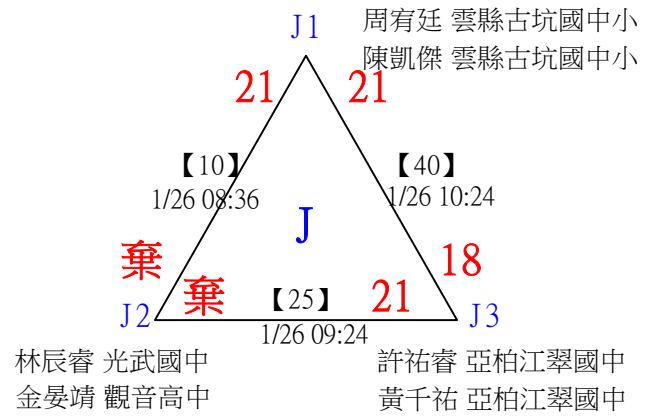 J1
周宥廷 雲縣古坑國中小
陳凱傑 雲縣古坑國中小
21
21
【10】
1/26 08:36
【40】
1/26 10:24
J
棄
18
棄
【25】
21
J2
1/26 09:24
J3
林辰睿 光武國中
金晏靖 觀音高中
許祐睿 亞柏江翠國中
黃千祐 亞柏江翠國中